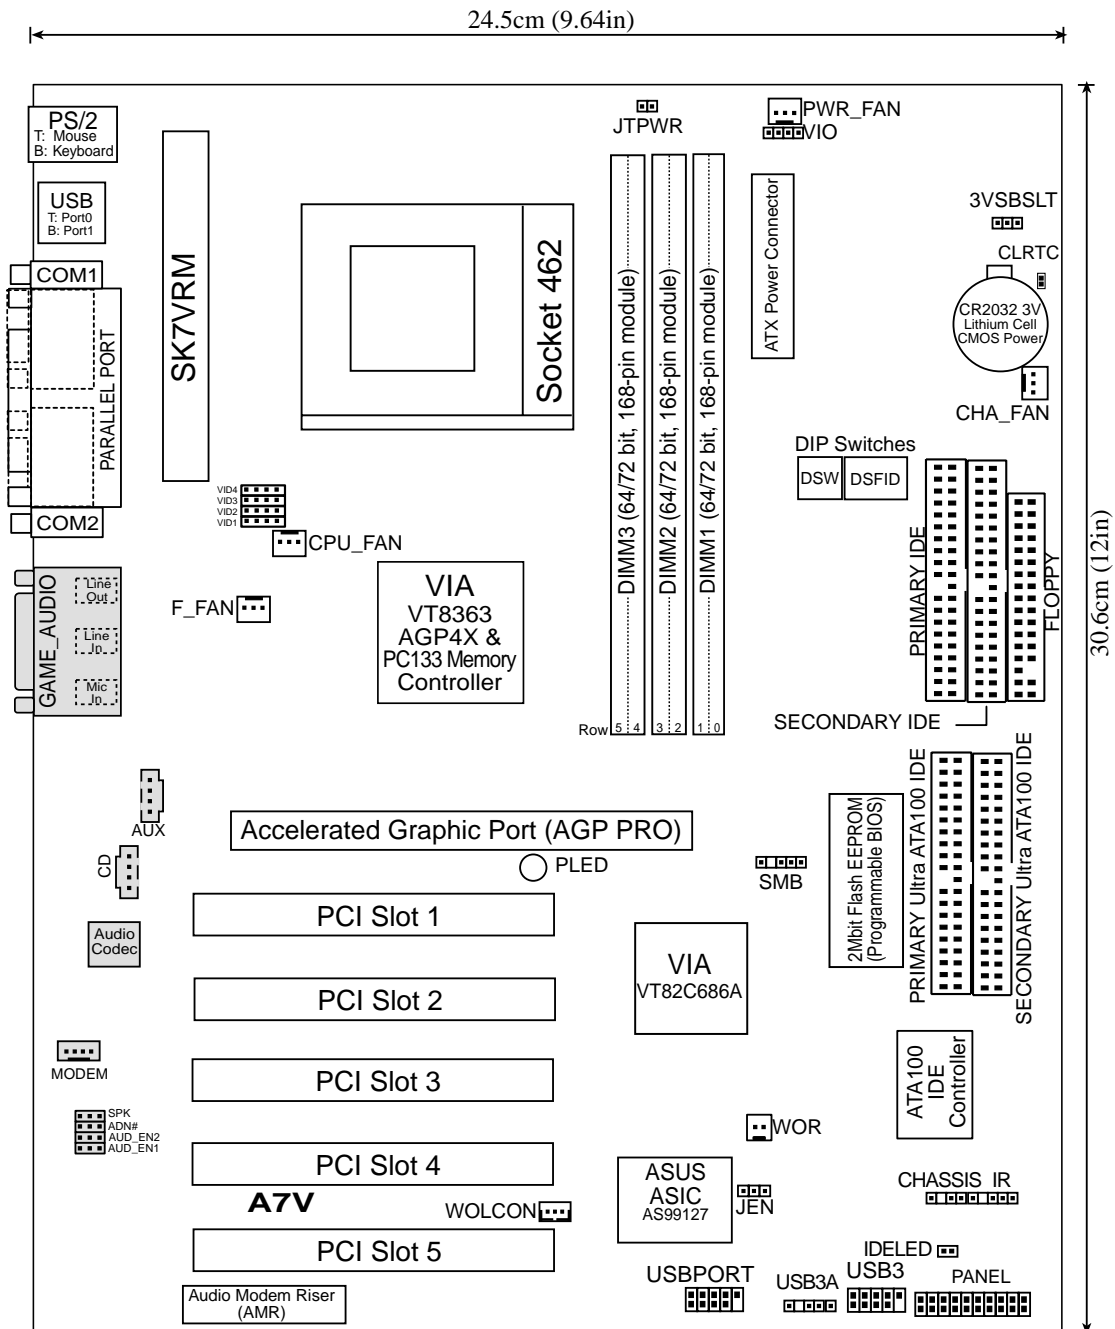 24.5cm (9.64in)
PS/2
T: Mouse
B: Keyboard
USB
T: Port0
B: Port1
COM1
PARALLEL PORT
COM2
SK7VRM
Socket 462
JTPWR
PWR_FAN
VIO
3VSBSLT
CLRTC
CR2032 3V
Lithium Cell
CMOS Power
CHA_FAN
ATX Power Connector
DIMM3 (64/72 bit, 168-pin module)
DIMM2 (64/72 bit, 168-pin module)
DIMM1 (64/72 bit, 168-pin module)
DIP Switches
DSW
DSFID
VID4
VID3
VID2
VID1
CPU_FAN
F_FAN
VIA
VT8363
AGP4X &
PC133 Memory
Controller
GAME_AUDIO
Line
Out
Line
In
Mic
In
PRIMARY IDE
FLOPPY
30.6cm (12in)
Row 5 4 3 2 1 0
SECONDARY IDE
AUX
CD
Accelerated Graphic Port (AGP PRO)
PLED
SMB
2Mbit Flash EEPROM
(Programmable BIOS)
PRIMARY Ultra ATA100 IDE
SECONDARY Ultra ATA100 IDE
Audio
Codec
PCI Slot 1
VIA
VT82C686A
PCI Slot 2
MODEM
PCI Slot 3
ATA100
IDE
Controller
SPK
ADN#
AUD_EN2
AUD_EN1
WOR
PCI Slot 4
ASUS
ASIC
AS99127
JEN
CHASSIS IR
A7V
WOLCON
PCI Slot 5
IDELED
USBPORT
USB3A
USB3
PANEL
Audio Modem Riser
(AMR)